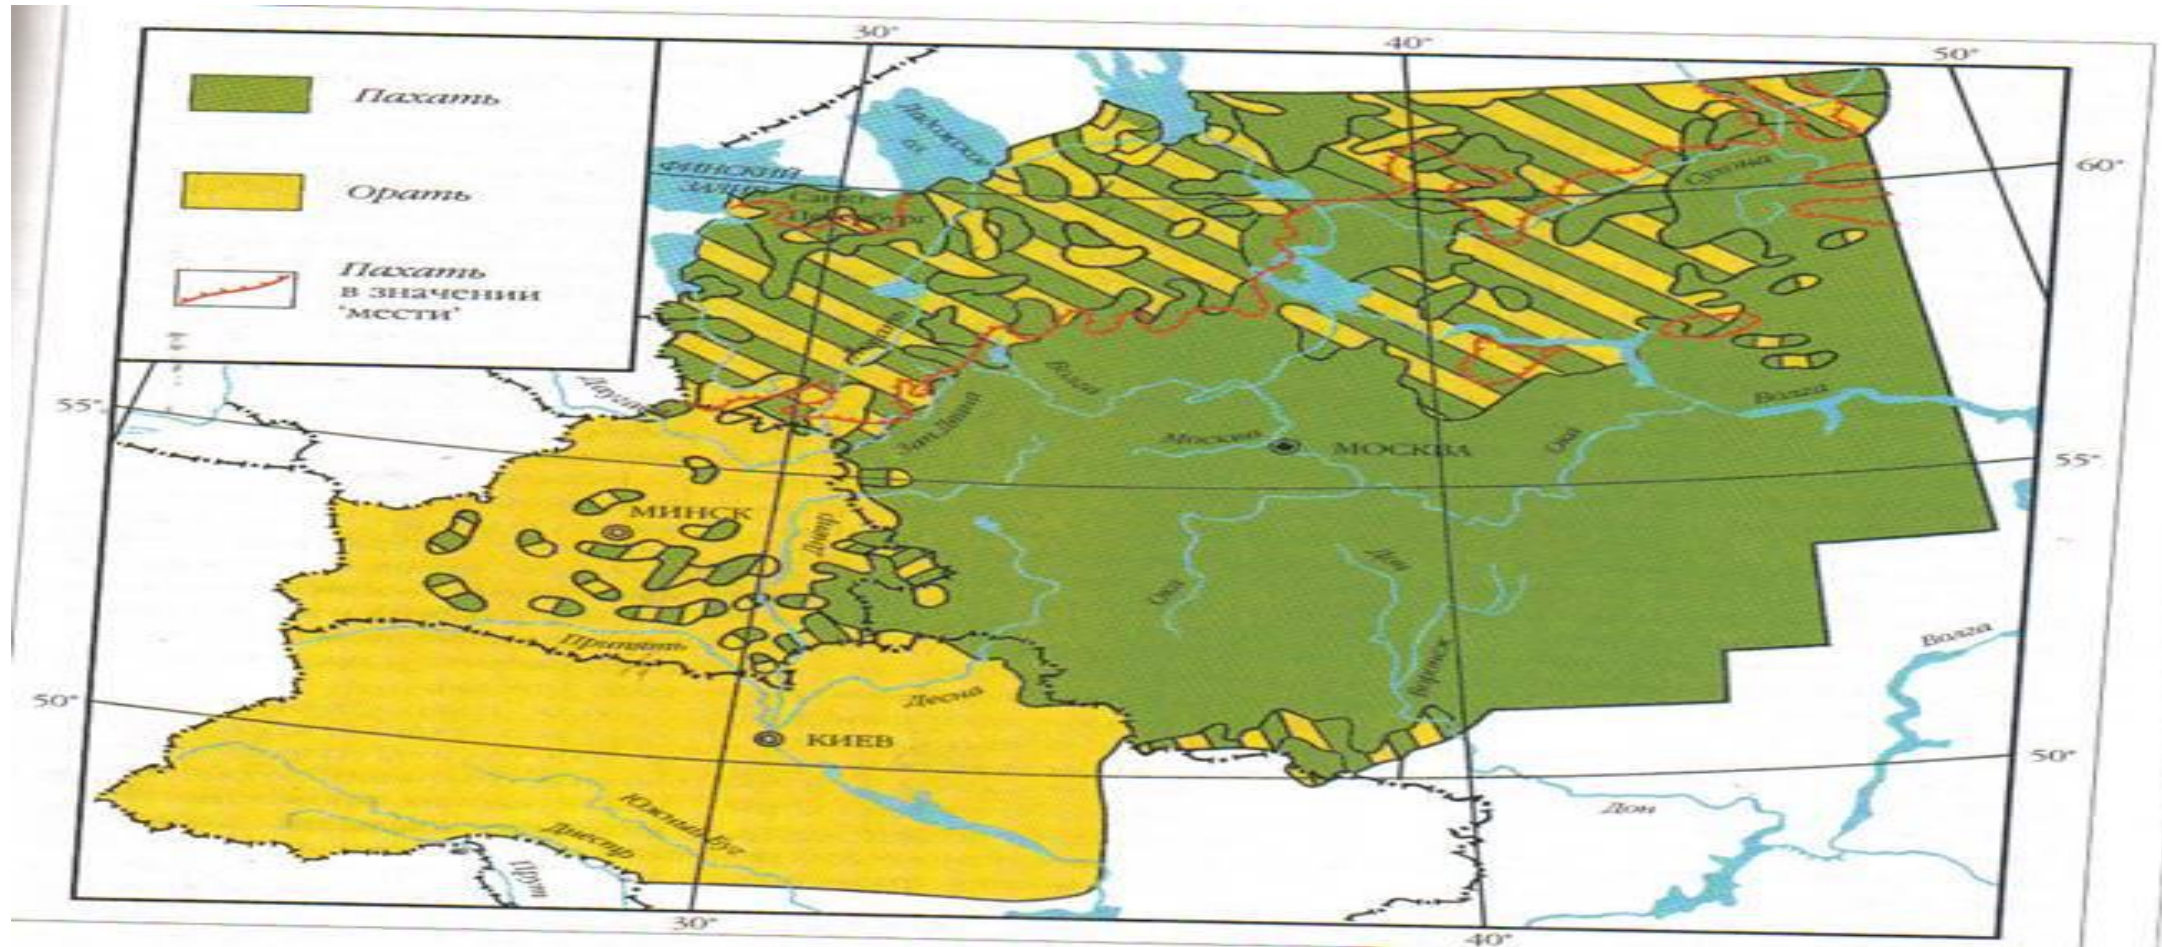 30°
40°
50°
Пахать
Орать
Пахать
в значении
'мести'
ФИНСКИЙ
ЗАЛИВ
Ладожское
оз.
Санкт-
Петербург
60°
55°
Волга
Зап. Двина
Москва
МОСКВА
Ока
Волга
55°
МИНСК
Днепр
Ока
Дон
Воронеж
Припять
Десна
Волга
50°
КИЕВ
50°
Южный Буг
Днестр
Прут
Дон
30°
40°